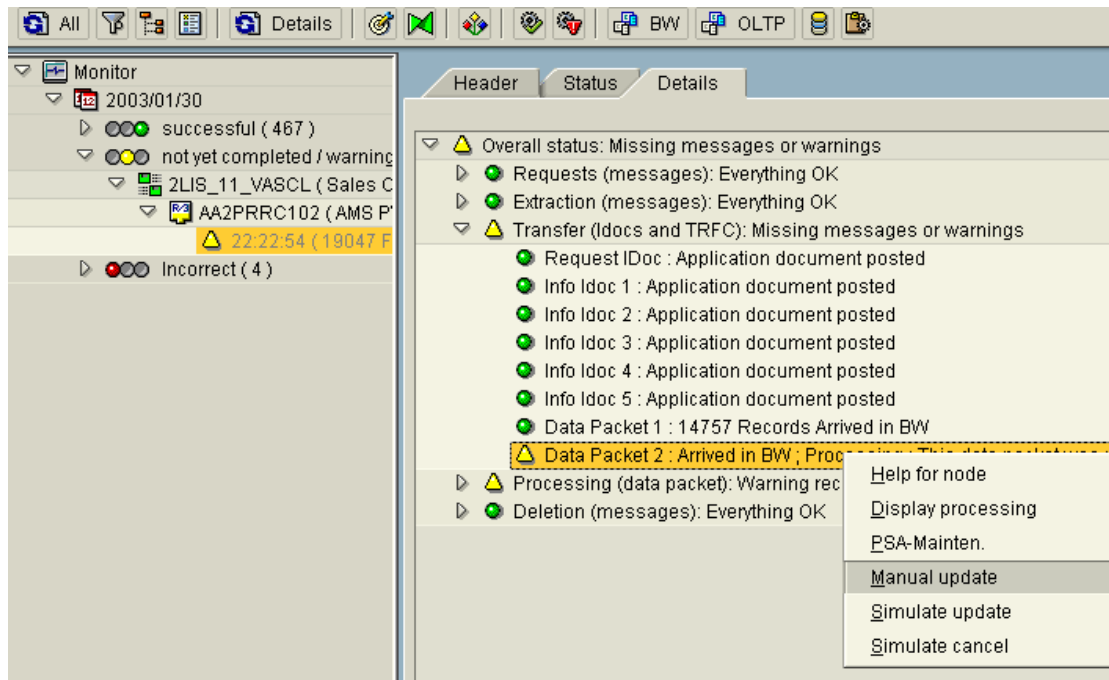 All Details BW OLTP
Monitor
12 2003/01/30
successful ( 467 )
not yet completed / warning
2LIS_11_VASCL ( Sales C
R/3 AA2PRRC102 ( AMS P
22:22:54 ( 19047 F
Incorrect ( 4 )
Header Status Details
Overall status: Missing messages or warnings
Requests (messages): Everything OK
Extraction (messages): Everything OK
Transfer (Idocs and TRFC): Missing messages or warnings
Request IDoc : Application document posted
Info Idoc 1 : Application document posted
Info Idoc 2 : Application document posted
Info Idoc 3 : Application document posted
Info Idoc 4 : Application document posted
Info Idoc 5 : Application document posted
Data Packet 1 : 14757 Records Arrived in BW
Data Packet 2 : Arrived in BW ; Processing : This data packet was
Processing (data packet): Warning rec
Deletion (messages): Everything OK
Help for node
Display processing
PSA-Mainten.
Manual update
Simulate update
Simulate cancel